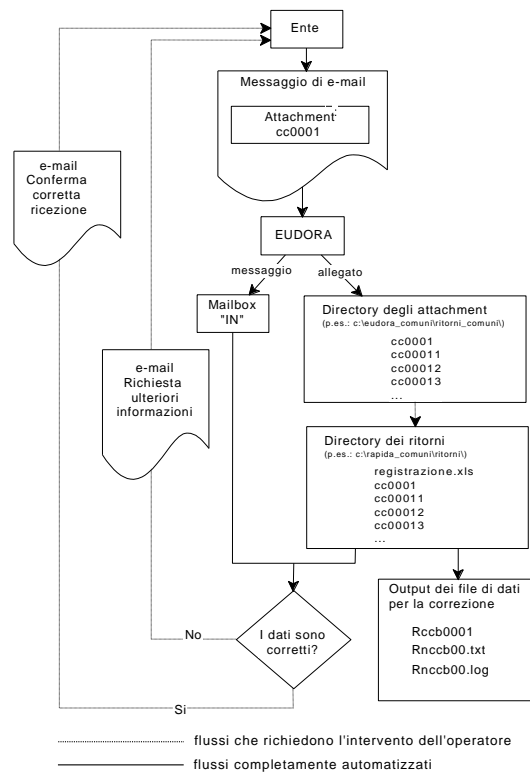 Ente
Messaggio di e-mail
Attachment
cc0001
e-mail
Conferma
corretta
ricezione
EUDORA
messaggio
allegato
Mailbox
"IN"
Directory degli attachment
(p.es.: c:\eudora_comuni\ritorni_comuni\)
cc0001
cc00011
cc00012
cc00013
...
e-mail
Richiesta
ulteriori
informazioni
Directory dei ritorni
(p.es.: c:\rapida_comuni\ritorni\)
registrazione.xls
cc0001
cc00011
cc00012
cc00013
...
Output dei file di dati
per la correzione
Rccb0001
Rnccb00.txt
Rnccb00.log
I dati sono
corretti?
No
Si
flussi che richiedono l'intervento dell'operatore
flussi completamente automatizzati